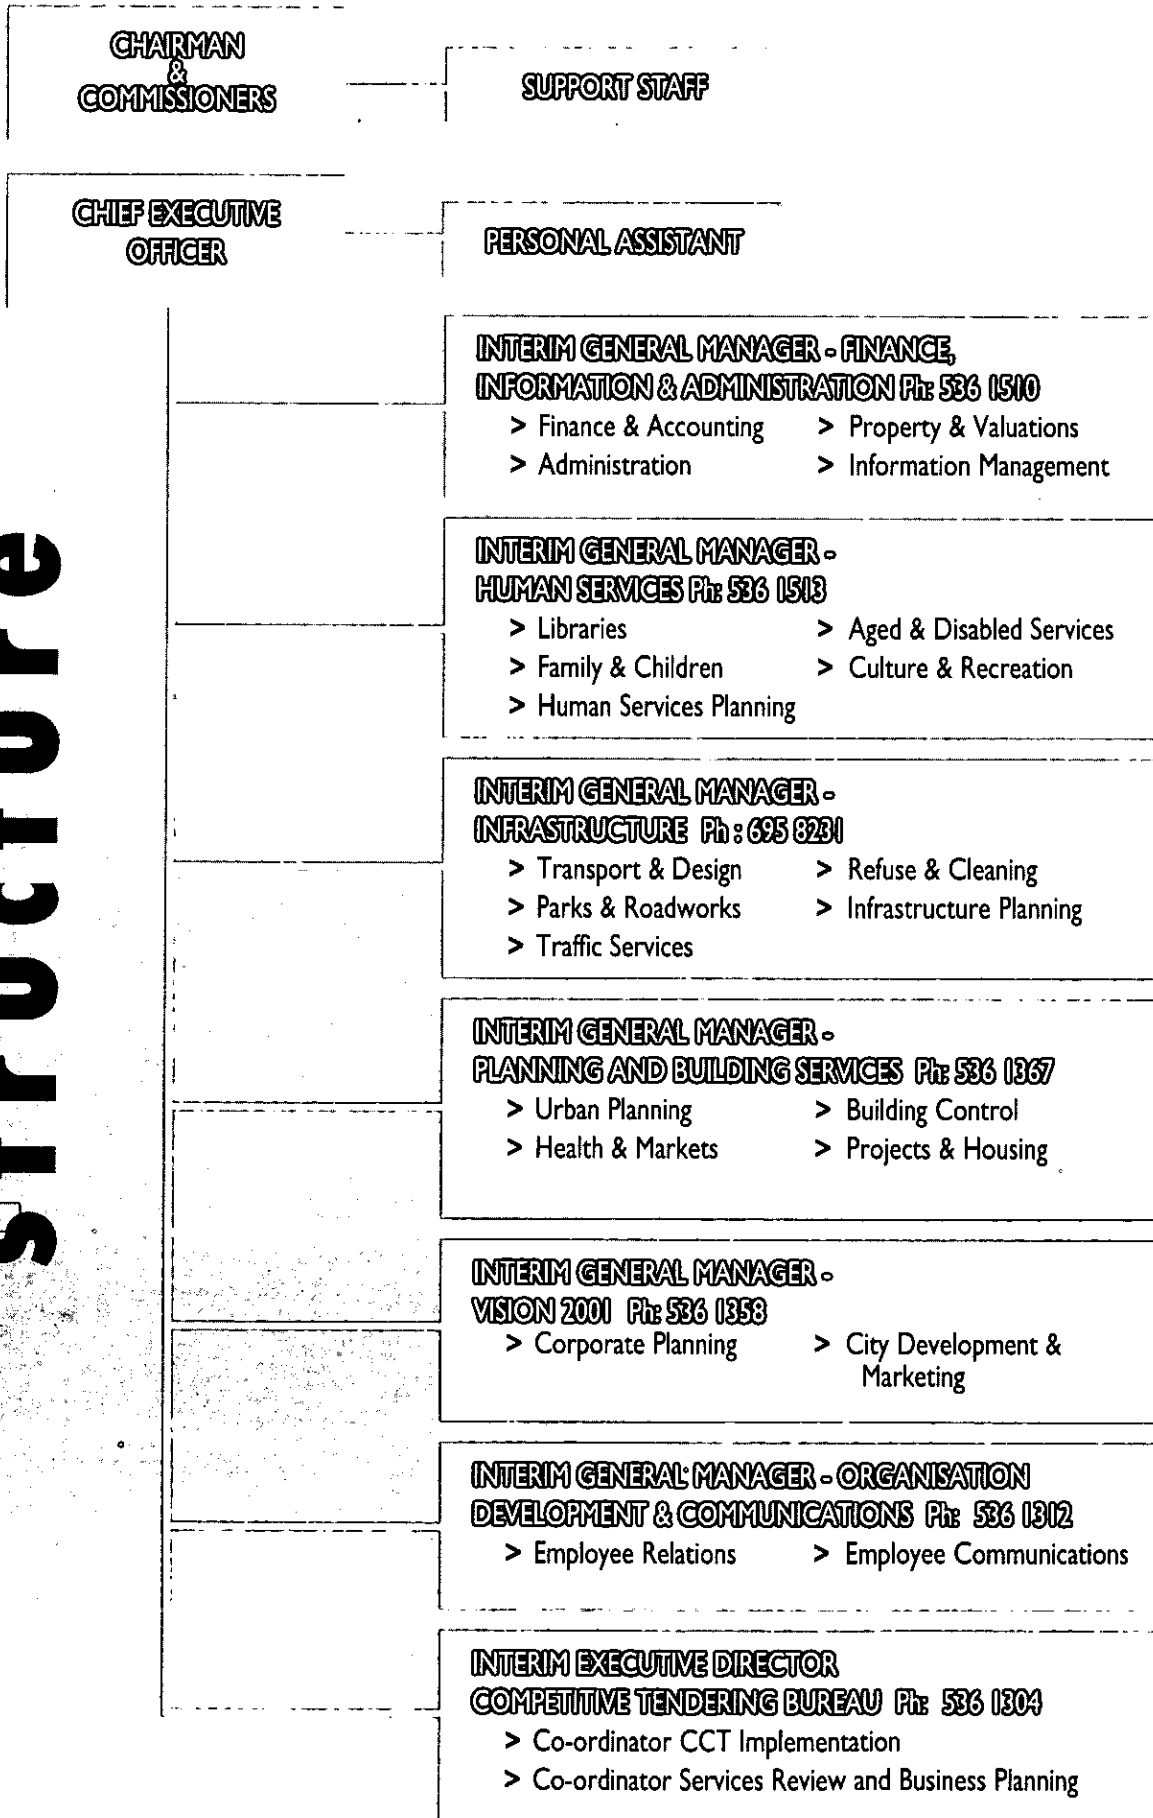 structure
CHAIRMAN
&
COMMISSIONERS
SUPPORT STAFF
CHIEF EXECUTIVE
OFFICER
PERSONAL ASSISTANT
INTERIM GENERAL MANAGER - FINANCE,
INFORMATION & ADMINISTRATION Ph: 536 1510
> Finance & Accounting > Property & Valuations
> Administration > Information Management
INTERIM GENERAL MANAGER -
HUMAN SERVICES Ph: 536 1513
> Libraries > Aged & Disabled Services
> Family & Children > Culture & Recreation
> Human Services Planning
INTERIM GENERAL MANAGER -
INFRASTRUCTURE Ph : 695 8231
> Transport & Design > Refuse & Cleaning
> Parks & Roadworks > Infrastructure Planning
> Traffic Services
INTERIM GENERAL MANAGER -
PLANNING AND BUILDING SERVICES Ph: 536 1367
> Urban Planning > Building Control
> Health & Markets > Projects & Housing
INTERIM GENERAL MANAGER -
VISION 2001 Ph: 536 1358
> Corporate Planning > City Development &
Marketing
INTERIM GENERAL MANAGER - ORGANISATION
DEVELOPMENT & COMMUNICATIONS Ph: 536 1312
> Employee Relations > Employee Communications
INTERIM EXECUTIVE DIRECTOR
COMPETITIVE TENDERING BUREAU Ph: 536 1304
> Co-ordinator CCT Implementation
> Co-ordinator Services Review and Business Planning